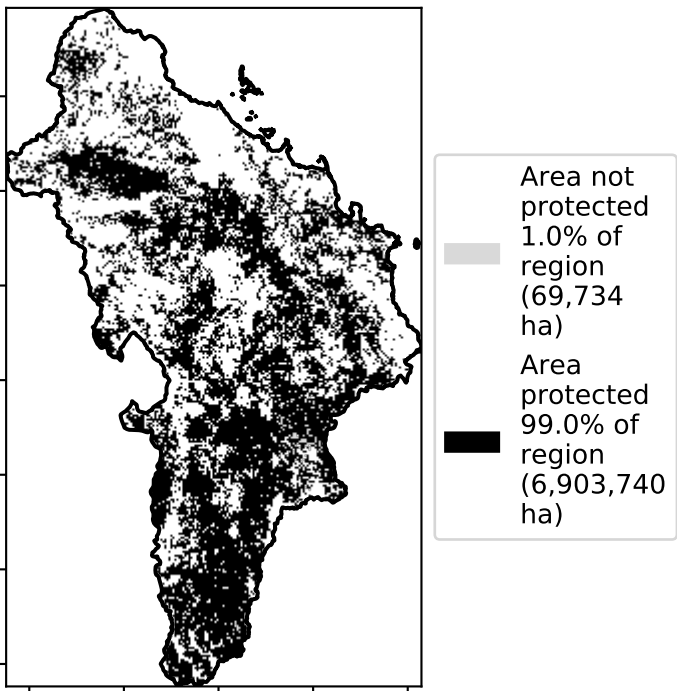 Area not
protected
1.0% of
region
(69,734
ha)
Area
protected
99.0% of
region
(6,903,740
ha)